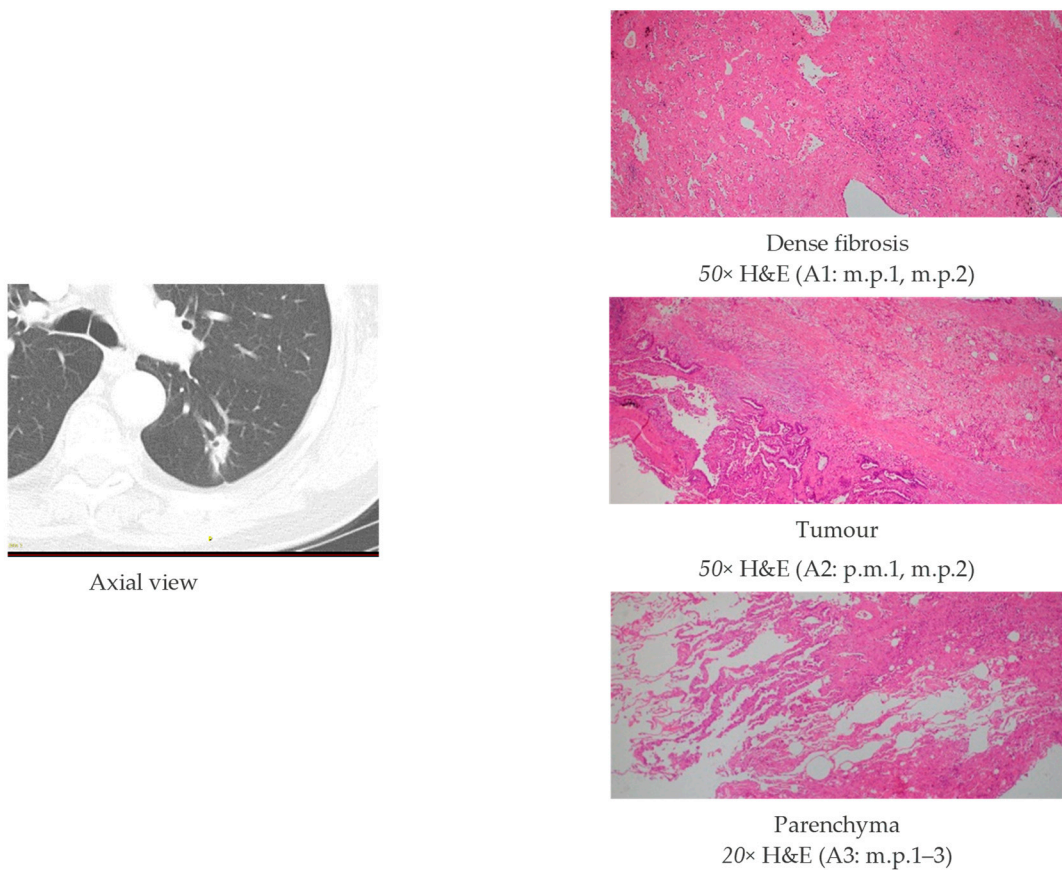 Dense fibrosis
50× H&E (A1: m.p.1, m.p.2)
Tumour
50× H&E (A2: p.m.1, m.p.2)
Axial view
Parenchyma
20× H&E (A3: m.p.1–3)